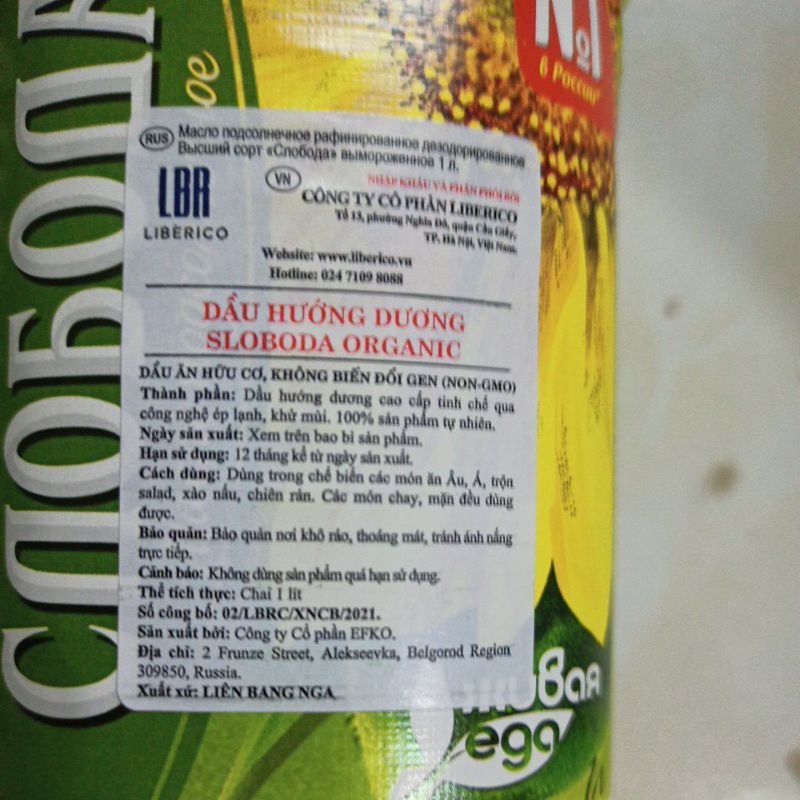 СЛОБОДА
№1
в России*
RUS Масло подсолнечное рафинированное дезодорированное
Высший сорт «Слобода» вымороженное 1 л.
LBR
LIBERICO
VN
NHẬP KHẨU VÀ PHÂN PHỐI BỞI
CÔNG TY CỔ PHẦN LIBERICO
Tổ 13, phường Nghĩa Đô, quận Cầu Giấy,
TP. Hà Nội, Việt Nam.
Website: www.liberico.vn
Hotline: 024 7109 8088
DẦU HƯỚNG DƯƠNG
SLOBODA ORGANIC
DẦU ĂN HỮU CƠ, KHÔNG BIẾN ĐỔI GEN (NON-GMO)
Thành phần: Dầu hướng dương cao cấp tinh chế qua
công nghệ ép lạnh, khử mùi. 100% sản phẩm tự nhiên.
Ngày sản xuất: Xem trên bao bì sản phẩm.
Hạn sử dụng: 12 tháng kể từ ngày sản xuất.
Cách dùng: Dùng trong chế biến các món ăn Âu, Á, trộn
salad, xào nấu, chiên rán. Các món chay, mặn đều dùng
được.
Bảo quản: Bảo quản nơi khô ráo, thoáng mát, tránh ánh nắng
trực tiếp.
Cảnh báo: Không dùng sản phẩm quá hạn sử dụng.
Thể tích thực: Chai 1 lít
Số công bố: 02/LBRC/XNCB/2021.
Sản xuất bởi: Công ty Cổ phần EFKO.
Địa chỉ: 2 Frunze Street, Alekseevka, Belgorod Region
309850, Russia.
Xuất xứ: LIÊN BANG NGA
живая
еда